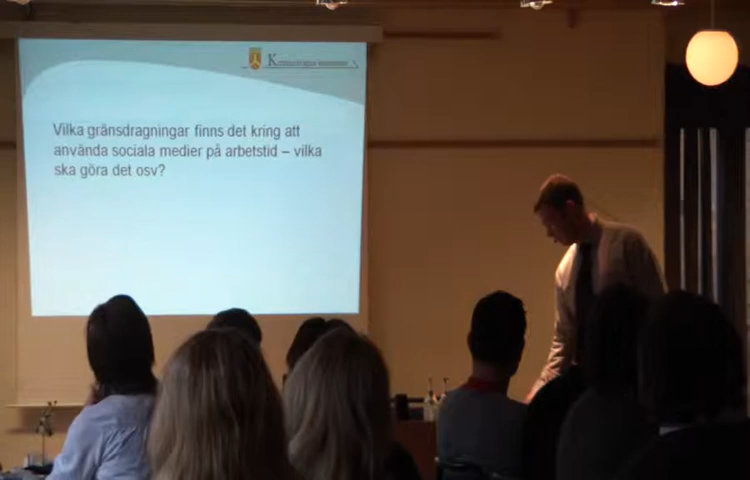 Vilka gränsdragningar finns det kring att
använda sociala medier på arbetstid – vilka
ska göra det osv?